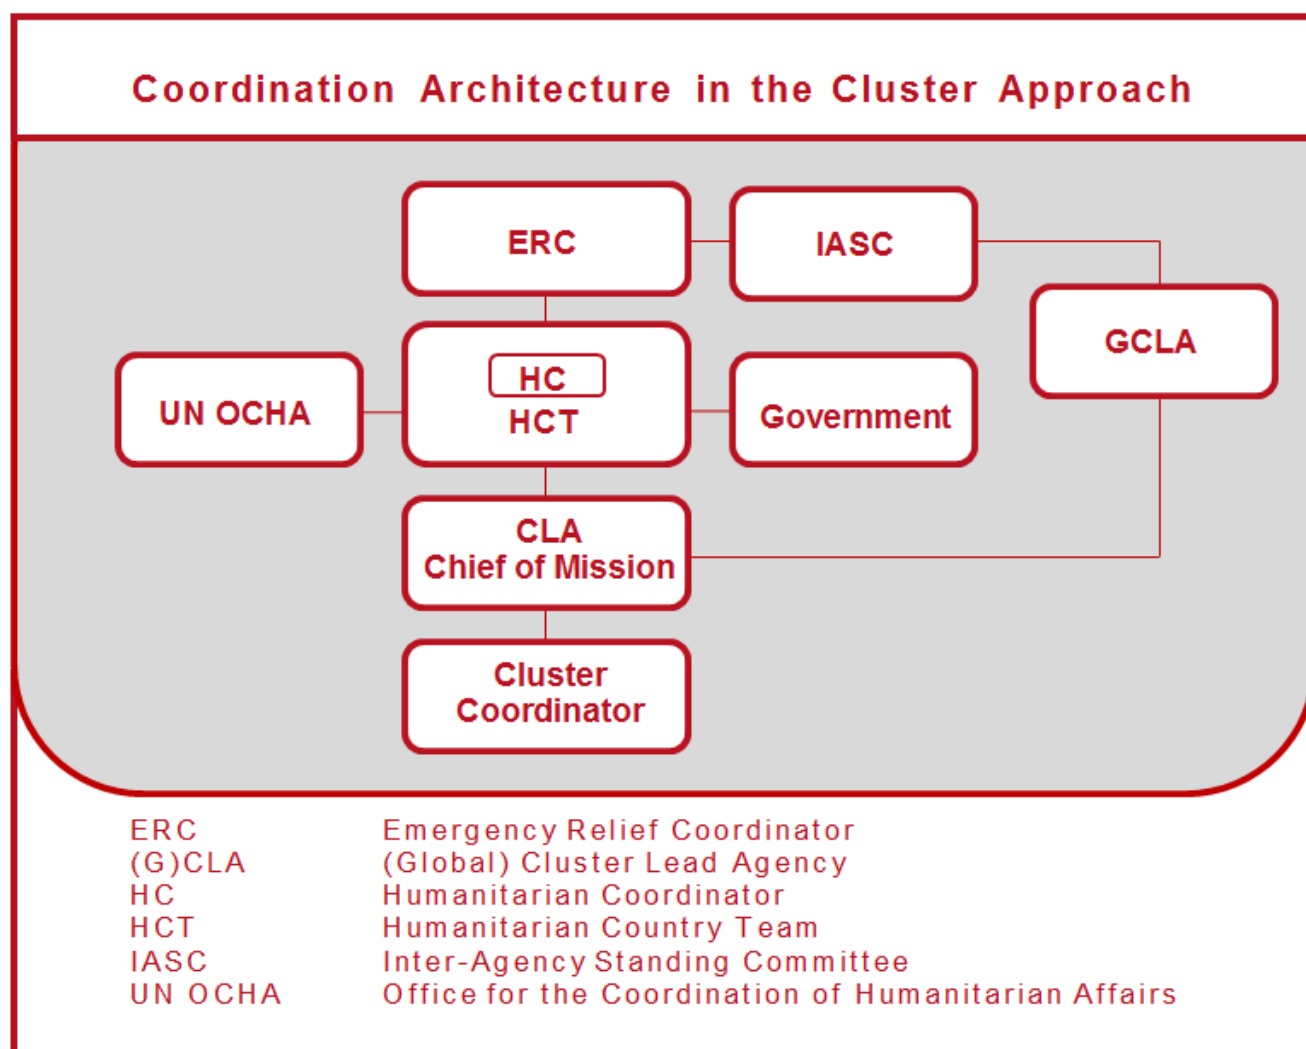 Coordination Architecture in the Cluster Approach
ERC
IASC
GCLA
HC
HCT
UN OCHA
Government
CLA
Chief of Mission
Cluster
Coordinator
ERC Emergency Relief Coordinator
(G)CLA (Global) Cluster Lead Agency
HC Humanitarian Coordinator
HCT Humanitarian Country Team
IASC Inter-Agency Standing Committee
UN OCHA Office for the Coordination of Humanitarian Affairs